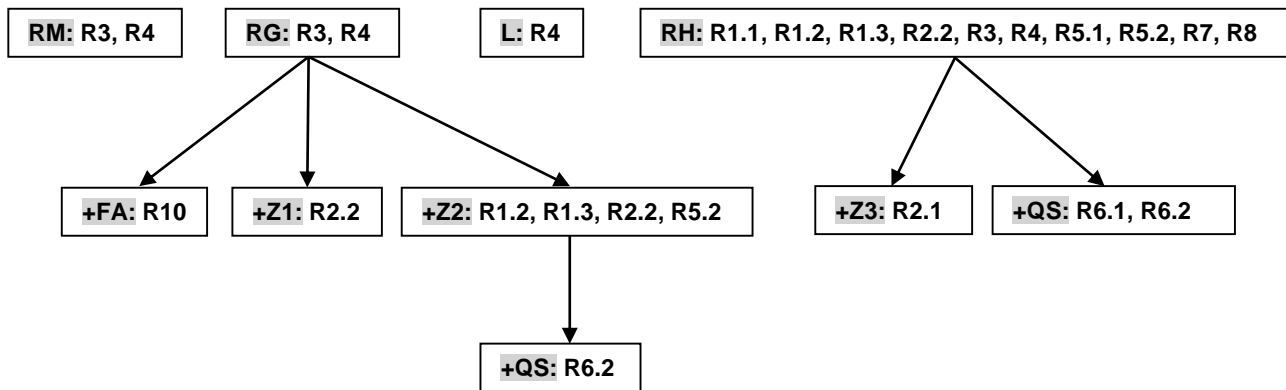 RM: R3, R4
RG: R3, R4
L: R4
RH: R1.1, R1.2, R1.3, R2.2, R3, R4, R5.1, R5.2, R7, R8
+FA: R10
+Z1: R2.2
+Z2: R1.2, R1.3, R2.2, R5.2
+Z3: R2.1
+QS: R6.1, R6.2
+QS: R6.2